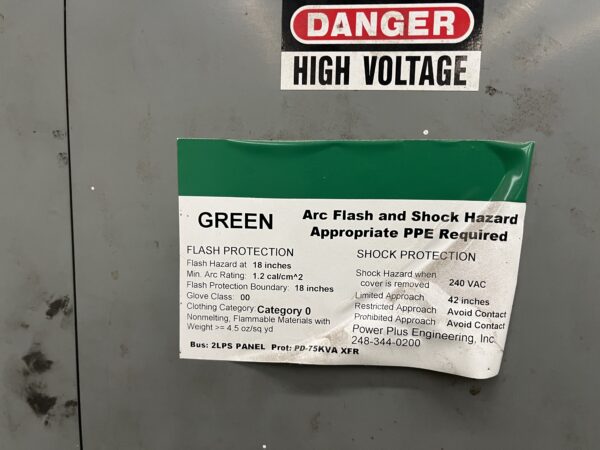 DANGER
HIGH VOLTAGE
GREEN
Arc Flash and Shock Hazard
Appropriate PPE Required
FLASH PROTECTION
Flash Hazard at 18 inches
Min. Arc Rating: 1.2 cal/cm^2
Flash Protection Boundary: 18 inches
Glove Class: 00
Clothing Category Category 0
Nonmelting, Flammable Materials with
Weight >= 4.5 oz/sq yd
SHOCK PROTECTION
Shock Hazard when
cover is removed 240 VAC
Limited Approach 42 inches
Restricted Approach Avoid Contact
Prohibited Approach Avoid Contact
Power Plus Engineering, Inc.
248-344-0200
Bus: 2LPS PANEL Prot: PD-75KVA XFR